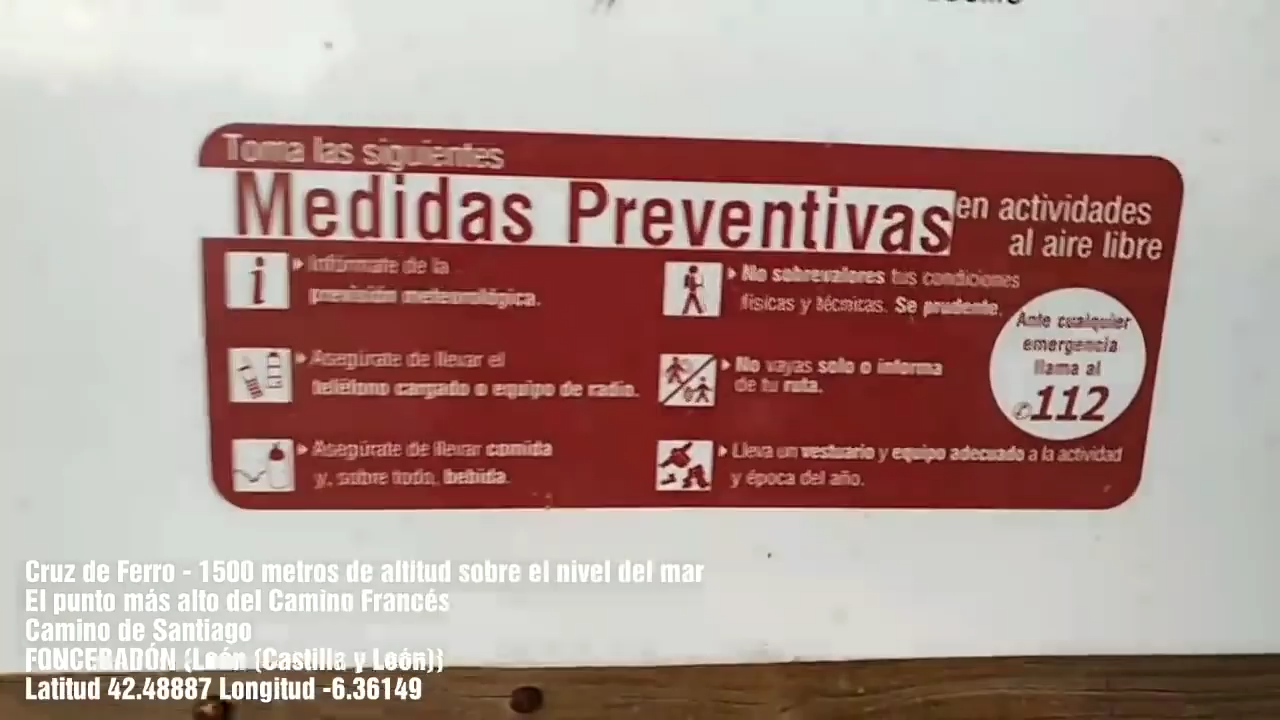 Toma las siguientes
Medidas Preventivas
en actividades
al aire libre
Infórmate de la
previsión meteorológica.
Asegúrate de llevar el
teléfono cargado o equipo de radio.
Asegúrate de llevar comida
y, sobre todo, bebida.
No sobrevalores tus condiciones
físicas y técnicas. Se prudente.
No vayas solo o informa
de tu ruta.
Lleva un vestuario y equipo adecuado a la actividad
y época del año.
Ante cualquier
emergencia
llama al
112
Cruz de Ferro - 1500 metros de altitud sobre el nivel del mar
El punto más alto del Camino Francés
Camino de Santiago
FONCEBADÓN (León (Castilla y León))
Latitud 42.48887 Longitud -6.36149